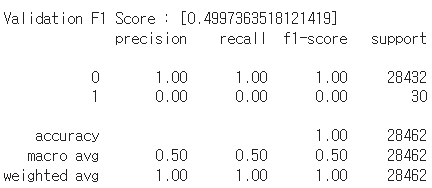 Validation F1 Score : [0.4997363518121419]
precision recall f1-score support
0 1.00 1.00 1.00 28432
1 0.00 0.00 0.00 30
accuracy 1.00 28462
macro avg 0.50 0.50 0.50 28462
weighted avg 1.00 1.00 1.00 28462